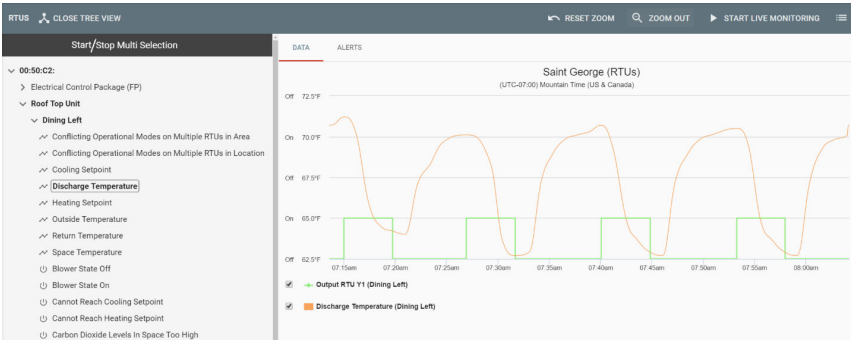 RTUS CLOSE TREE VIEW RESET ZOOM ZOOM OUT START LIVE MONITORING
Start/Stop Multi Selection
00:50:C2:
Electrical Control Package (FP)
Roof Top Unit
Dining Left
Conflicting Operational Modes on Multiple RTUs in Area
Conflicting Operational Modes on Multiple RTUs in Location
Cooling Setpoint
Discharge Temperature
Heating Setpoint
Outside Temperature
Return Temperature
Space Temperature
Blower State Off
Blower State On
Cannot Reach Cooling Setpoint
Cannot Reach Heating Setpoint
Carbon Dioxide Levels In Space Too High
DATA ALERTS
Saint George (RTUs)
(UTC-07:00) Mountain Time (US & Canada)
Off 72.5°F
On 70.0°F
Off 67.5°F
On 65.0°F
Off 62.5°F
07:15am 07:20am 07:25am 07:30am 07:35am 07:40am 07:45am 07:50am 07:55am 08:00am
Output RTU Y1 (Dining Left)
Discharge Temperature (Dining Left)